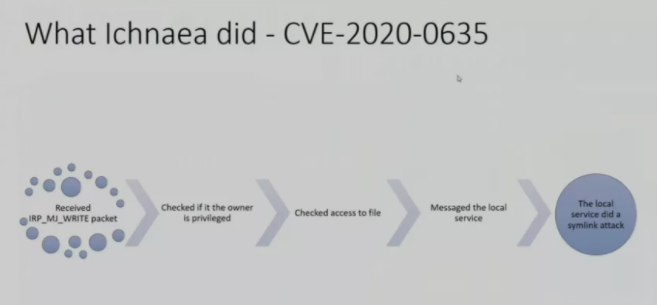 What Ichnaea did - CVE-2020-0635
Received
IRP_MJ_WRITE packet
Checked if it the owner
is privileged
Checked access to file
Messaged the local
service
The local
service did a
symlink attack